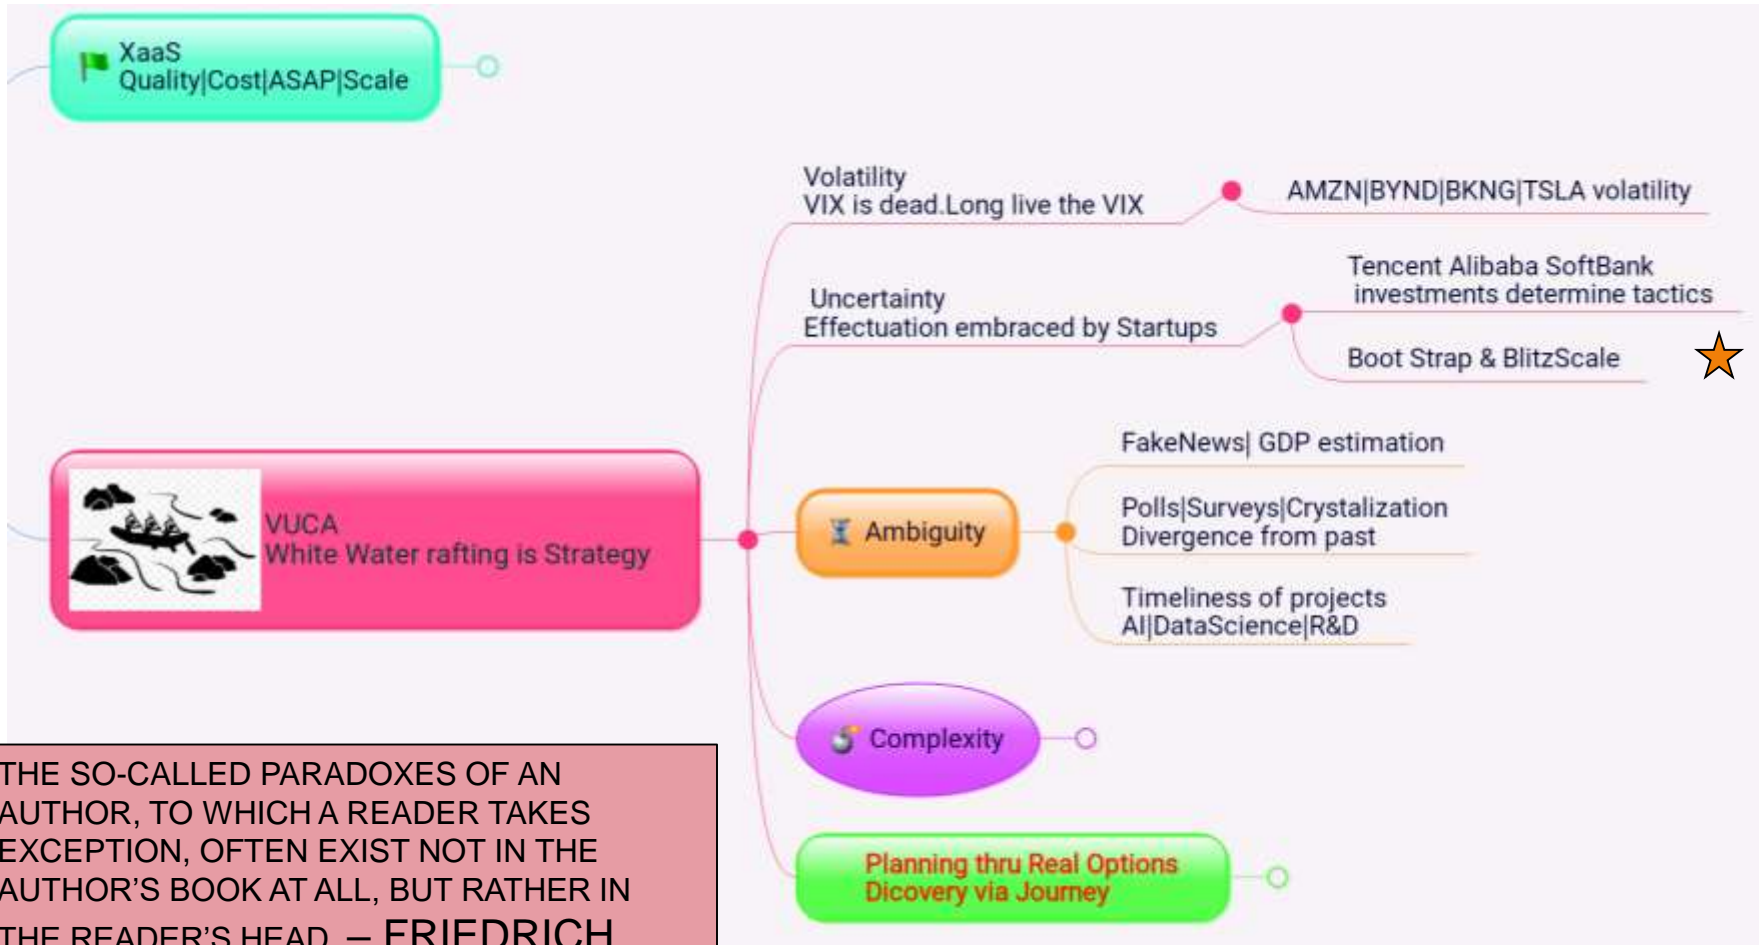 XaaS
Quality|Cost|ASAP|Scale
Volatility
VIX is dead.Long live the VIX
AMZN|BYND|BKNG|TSLA volatility
Uncertainty
Effectuation embraced by Startups
Tencent Alibaba SoftBank
investments determine tactics
Boot Strap & BlitzScale
VUCA
White Water rafting is Strategy
Ambiguity
FakeNews| GDP estimation
Polls|Surveys|Crystalization
Divergence from past
Timeliness of projects
AI|DataScience|R&D
Complexity
Planning thru Real Options
Dicovery via Journey
THE SO-CALLED PARADOXES OF AN
AUTHOR, TO WHICH A READER TAKES
EXCEPTION, OFTEN EXIST NOT IN THE
AUTHOR'S BOOK AT ALL, BUT RATHER IN
THE READER'S HEAD – FRIEDRICH